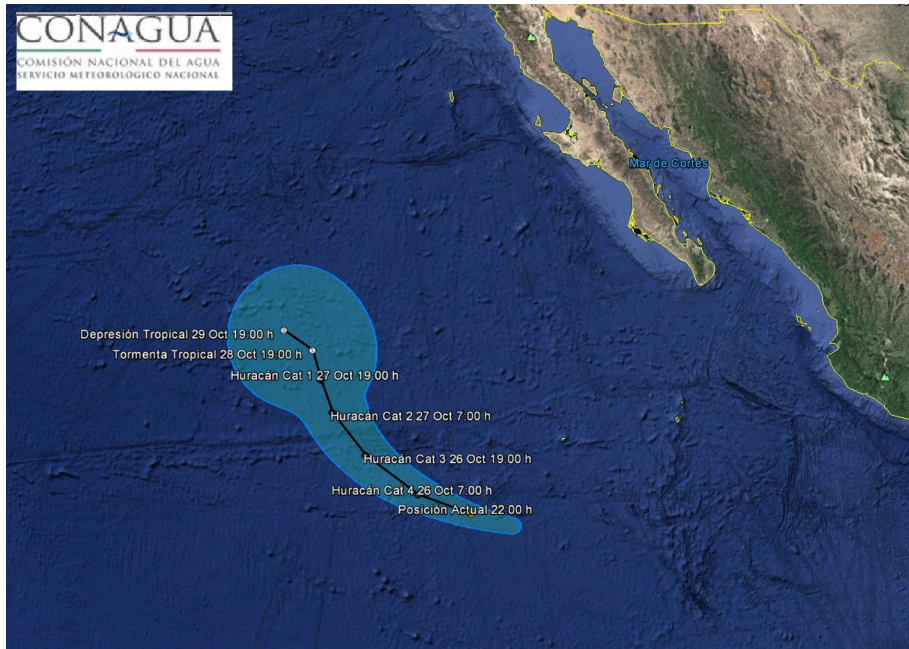 CONAGUA
COMISIÓN NACIONAL DEL AGUA
SERVICIO METEOROLÓGICO NACIONAL
Mar de Cortés
Depresión Tropical 29 Oct 19:00 h
Tormenta Tropical 28 Oct 19:00 h
Huracán Cat 1 27 Oct 19:00 h
Huracán Cat 2 27 Oct 7:00 h
Huracán Cat 3 26 Oct 19:00 h
Huracán Cat 4 26 Oct 7:00 h
Posición Actual 22:00 h